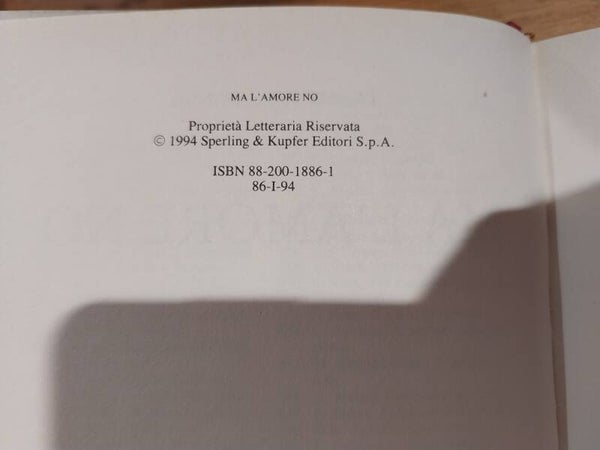 MA L'AMORE NO
Proprietà Letteraria Riservata
© 1994 Sperling & Kupfer Editori S.p.A.
ISBN 88-200-1886-1
86-I-94